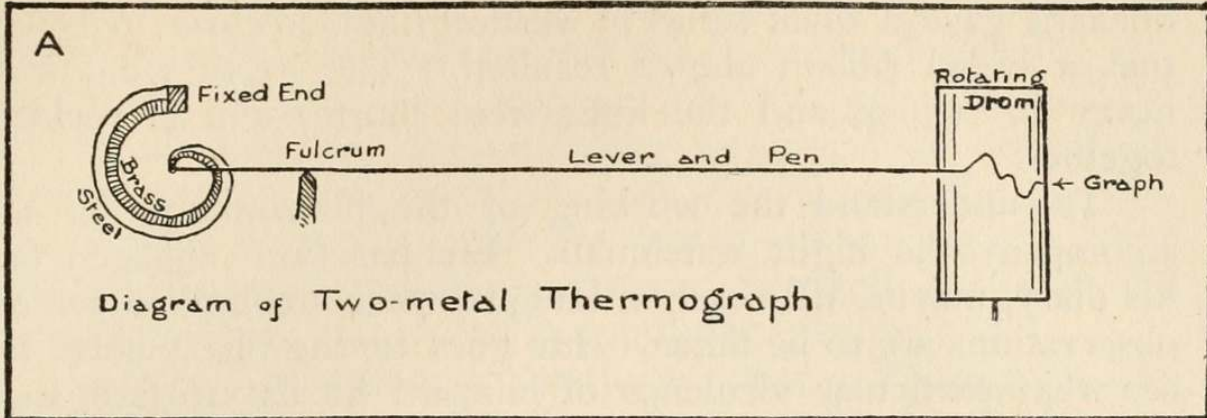 A
Fixed End
Brass
Steel
Fulcrum
Lever and Pen
Rotating
Drom
← Graph
Diagram of Two-metal Thermograph